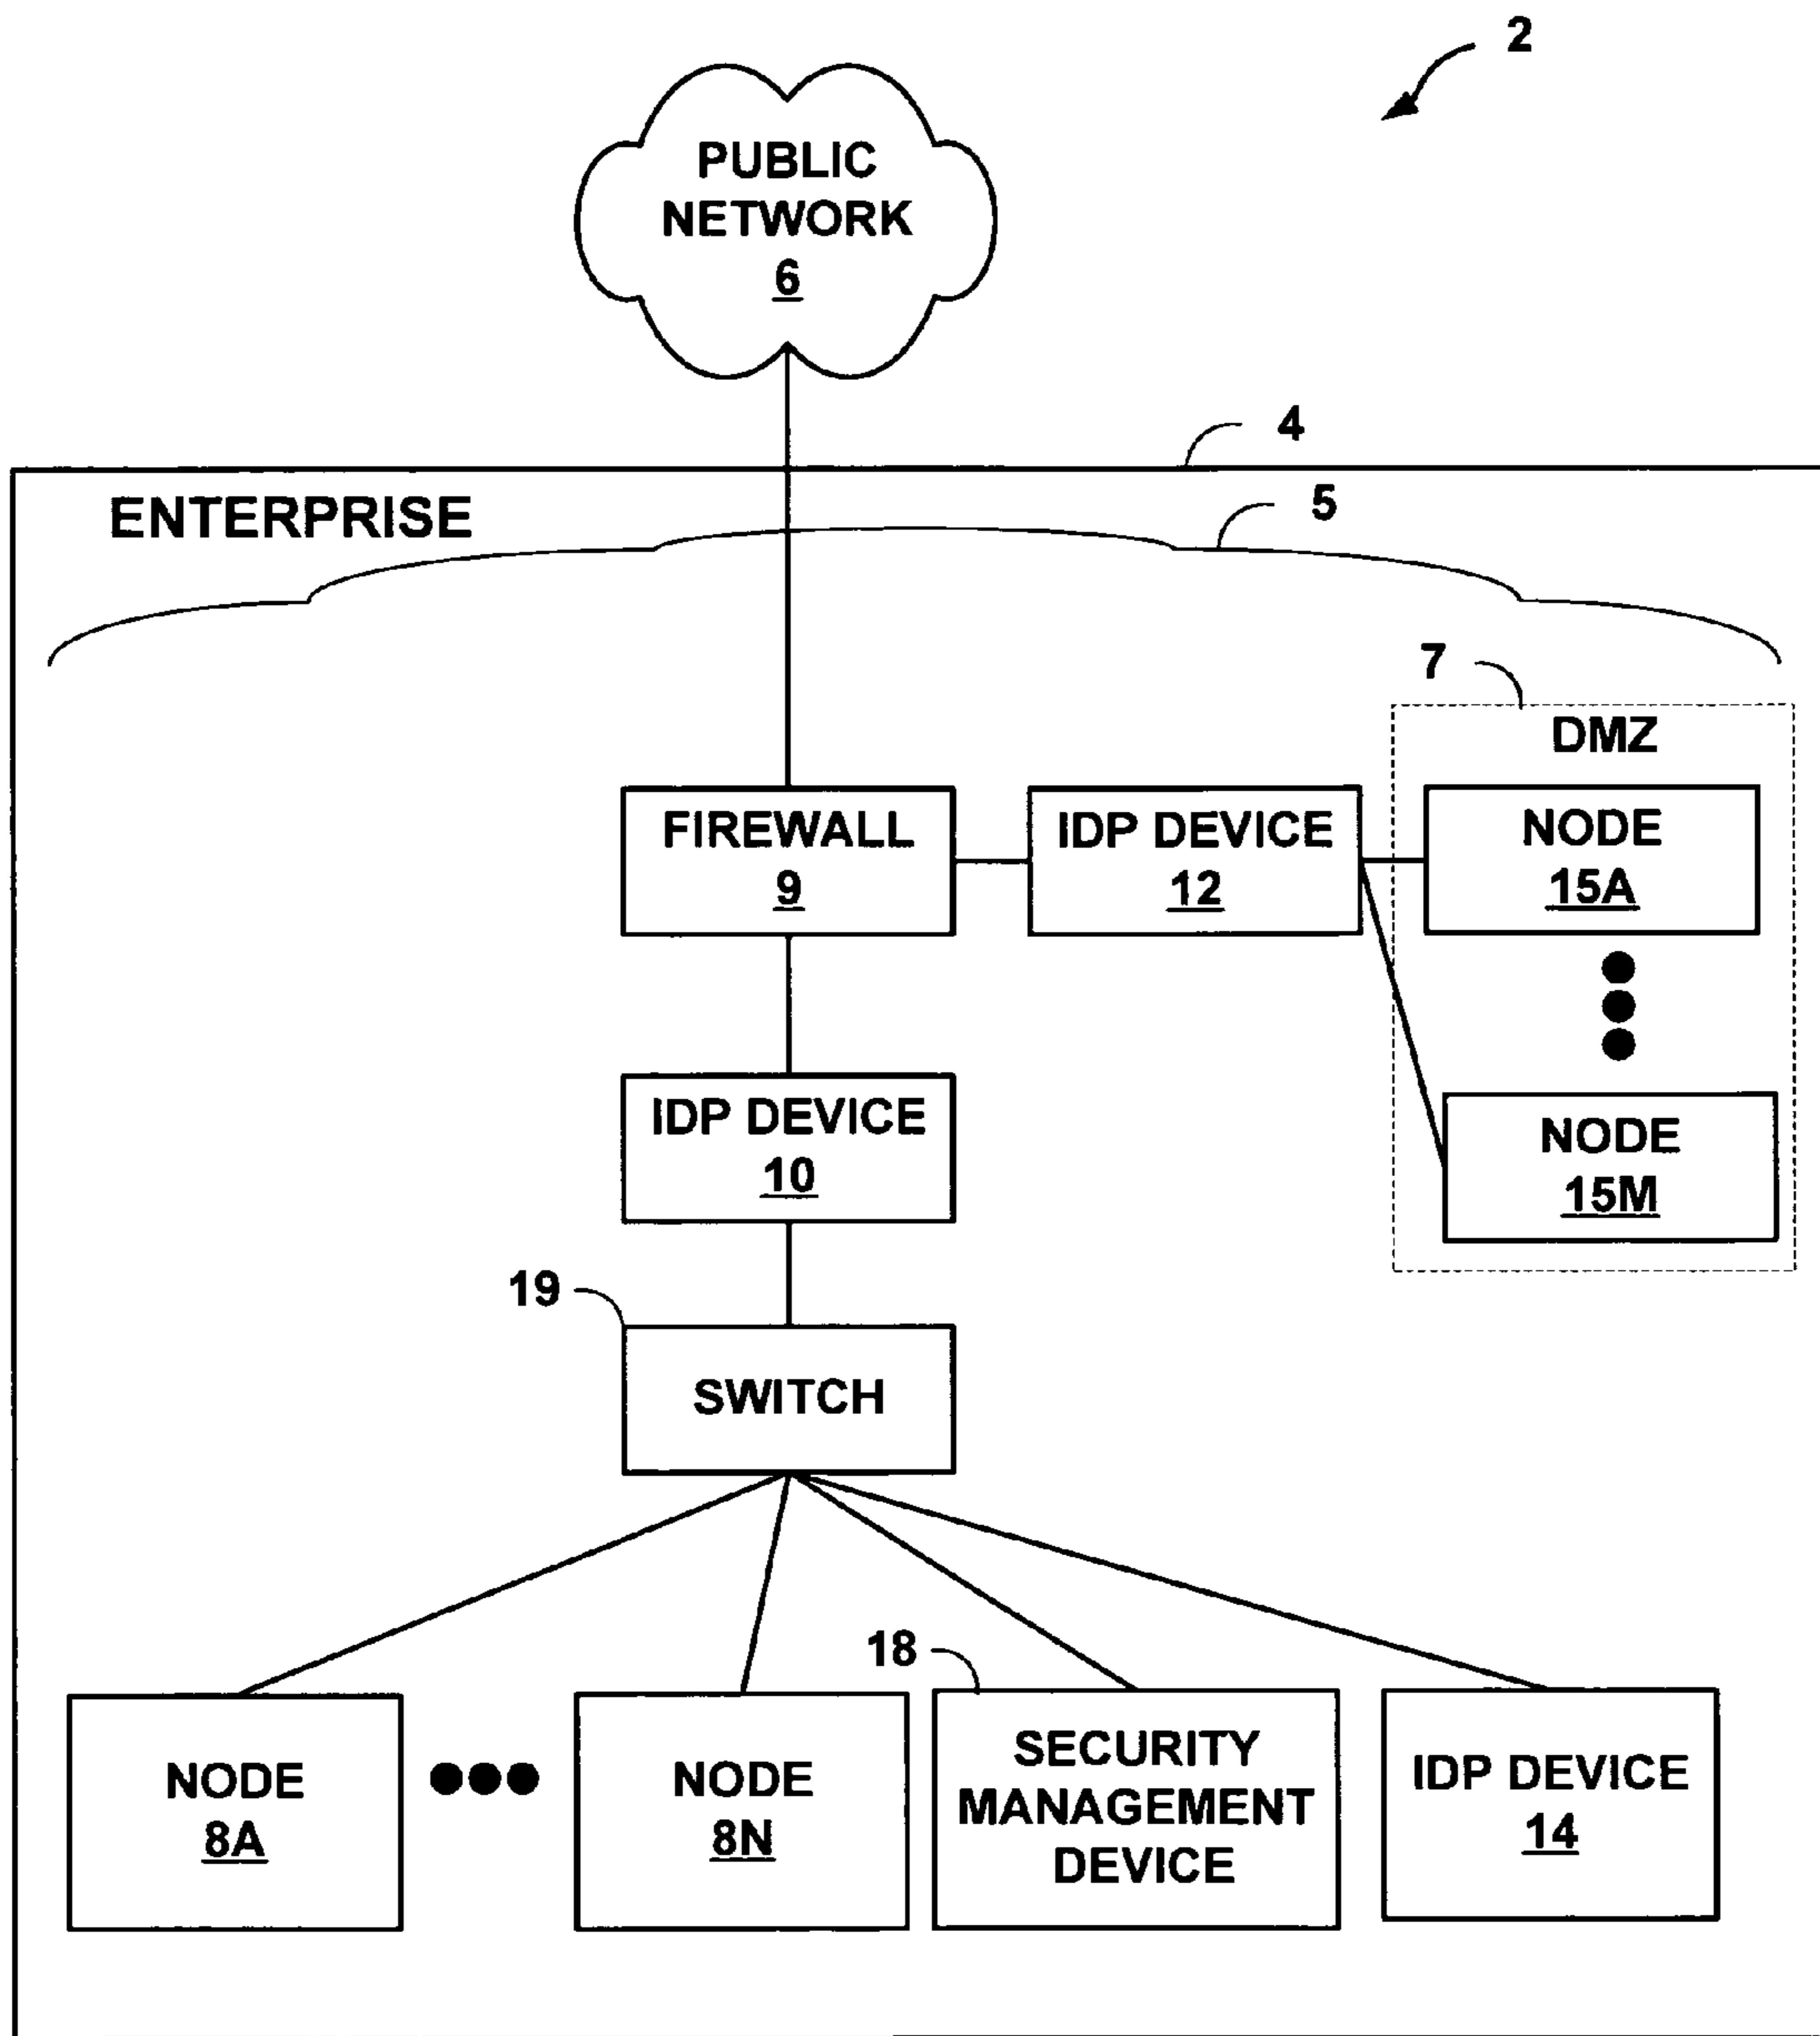 2
PUBLIC
NETWORK
6
4
ENTERPRISE
5
7
DMZ
FIREWALL
9
IDP DEVICE
12
NODE
15A
IDP DEVICE
10
NODE
15M
19
SWITCH
18
NODE
8A
NODE
8N
SECURITY
MANAGEMENT
DEVICE
IDP DEVICE
14